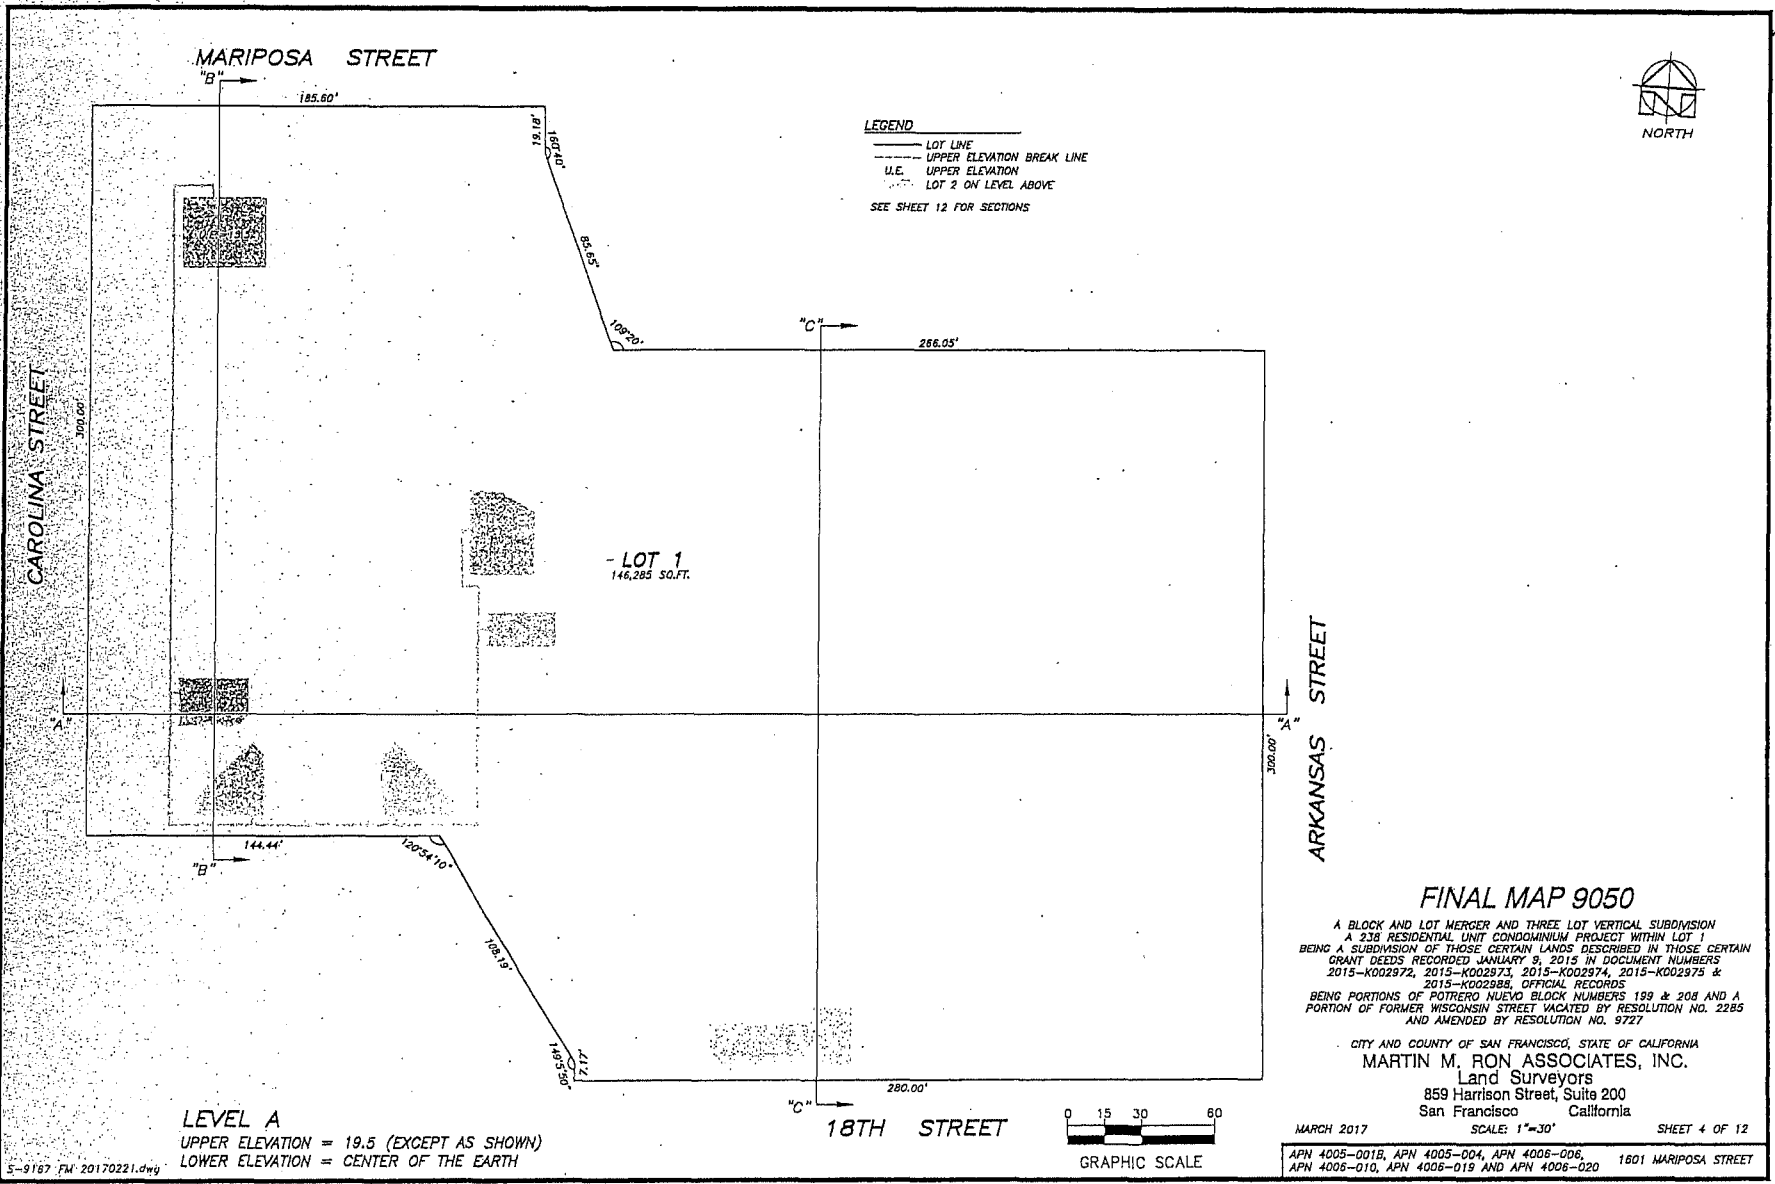 MARIPOSA STREET
"B"
185.60'
19.18'
160°40'
85.65'
109°20'
"C"
266.05'
LEGEND
LOT LINE
UPPER ELEVATION BREAK LINE
U.E. UPPER ELEVATION
LOT 2 ON LEVEL ABOVE
SEE SHEET 12 FOR SECTIONS
NORTH
CAROLINA STREET
300.00'
LOT 1
146,285 SQ.FT.
"A"
"A"
ARKANSAS STREET
300.00'
144.44'
"B"
120°54'10"
108.19'
149°5'50"
7.17'
280.00'
"C"
18TH STREET
LEVEL A
UPPER ELEVATION = 19.5 (EXCEPT AS SHOWN)
LOWER ELEVATION = CENTER OF THE EARTH
S-9187 FM 20170221.dwg
0 15 30 60
GRAPHIC SCALE
FINAL MAP 9050
A BLOCK AND LOT MERGER AND THREE LOT VERTICAL SUBDIVISION
A 238 RESIDENTIAL UNIT CONDOMINIUM PROJECT WITHIN LOT 1
BEING A SUBDIVISION OF THOSE CERTAIN LANDS DESCRIBED IN THOSE CERTAIN
GRANT DEEDS RECORDED JANUARY 9, 2015 IN DOCUMENT NUMBERS
2015-K002972, 2015-K002973, 2015-K002974, 2015-K002975 &
2015-K002988, OFFICIAL RECORDS
BEING PORTIONS OF POTRERO NUEVO BLOCK NUMBERS 199 & 208 AND A
PORTION OF FORMER WISCONSIN STREET VACATED BY RESOLUTION NO. 2285
AND AMENDED BY RESOLUTION NO. 9727
CITY AND COUNTY OF SAN FRANCISCO, STATE OF CALIFORNIA
MARTIN M. RON ASSOCIATES, INC.
Land Surveyors
859 Harrison Street, Suite 200
San Francisco California
MARCH 2017 SCALE: 1"=30' SHEET 4 OF 12
APN 4005-001B, APN 4005-004, APN 4006-006,
APN 4006-010, APN 4006-019 AND APN 4006-020
1601 MARIPOSA STREET